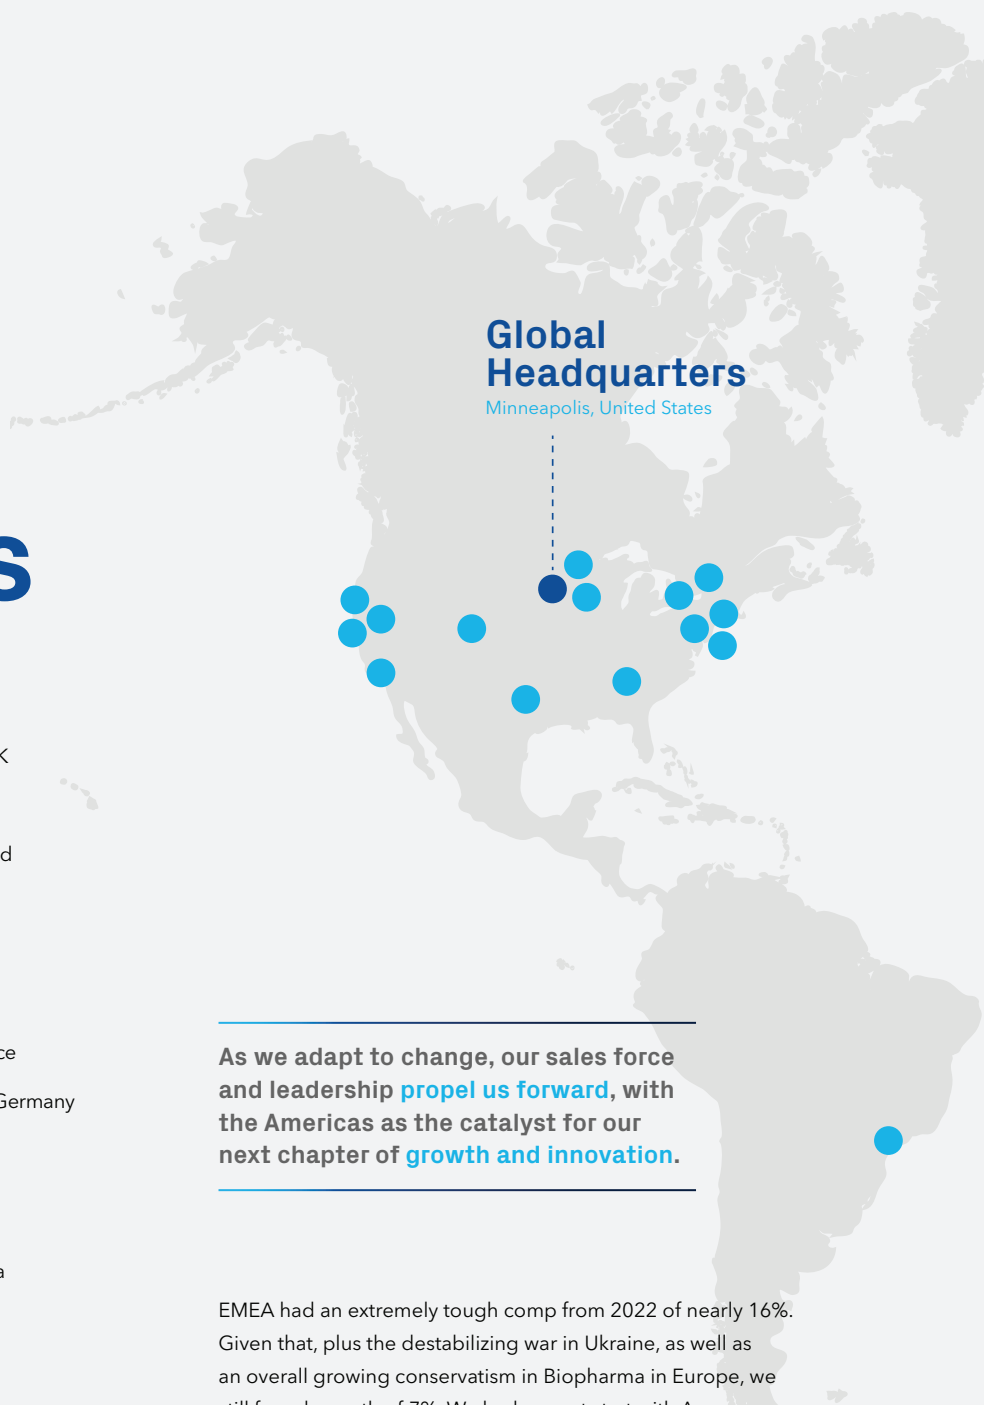 Global
Headquarters
Minneapolis, United States
s
K
d
ce
Germany
a
As we adapt to change, our sales force
and leadership propel us forward, with
the Americas as the catalyst for our
next chapter of growth and innovation.
EMEA had an extremely tough comp from 2022 of nearly 16%.
Given that, plus the destabilizing war in Ukraine, as well as
an overall growing conservatism in Biopharma in Europe, we